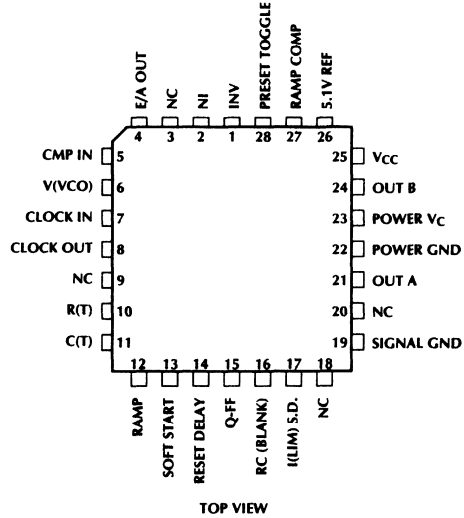 E/A OUT
NC
NI
INV
PRESET TOGGLE
RAMP COMP
5.1V REF
4 3 2 1 28 27 26
CMP IN 5
V(VCO) 6
CLOCK IN 7
CLOCK OUT 8
NC 9
R(T) 10
C(T) 11
25 VCC
24 OUT B
23 POWER VC
22 POWER GND
21 OUT A
20 NC
19 SIGNAL GND
12 13 14 15 16 17 18
RAMP
SOFT START
RESET DELAY
Q-FF
RC (BLANK)
I(LIM) S.D.
NC
TOP VIEW